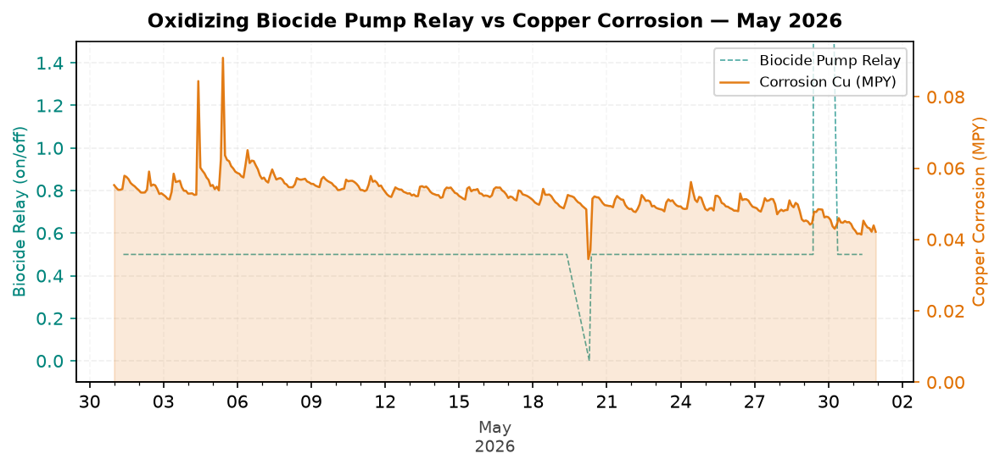 Oxidizing Biocide Pump Relay vs Copper Corrosion — May 2026
Biocide Pump Relay
Corrosion Cu (MPY)
Biocide Relay (on/off)
1.4
1.2
1.0
0.8
0.6
0.4
0.2
0.0
Copper Corrosion (MPY)
0.08
0.06
0.04
0.02
0.00
30 03 06 09 12 15 18 21 24 27 30 02
May
2026